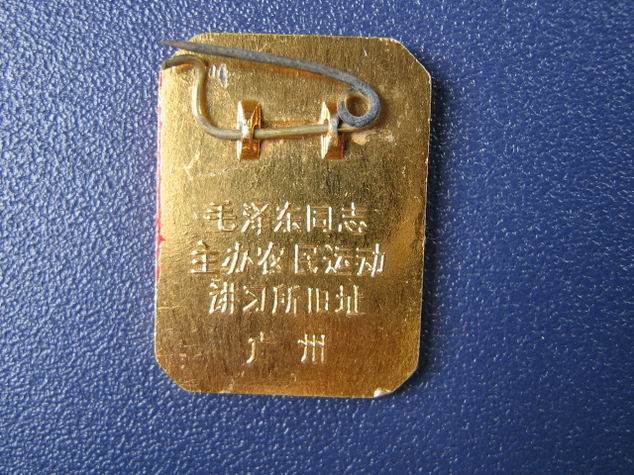 毛泽东同志
主办农民运动
讲习所旧址
广州